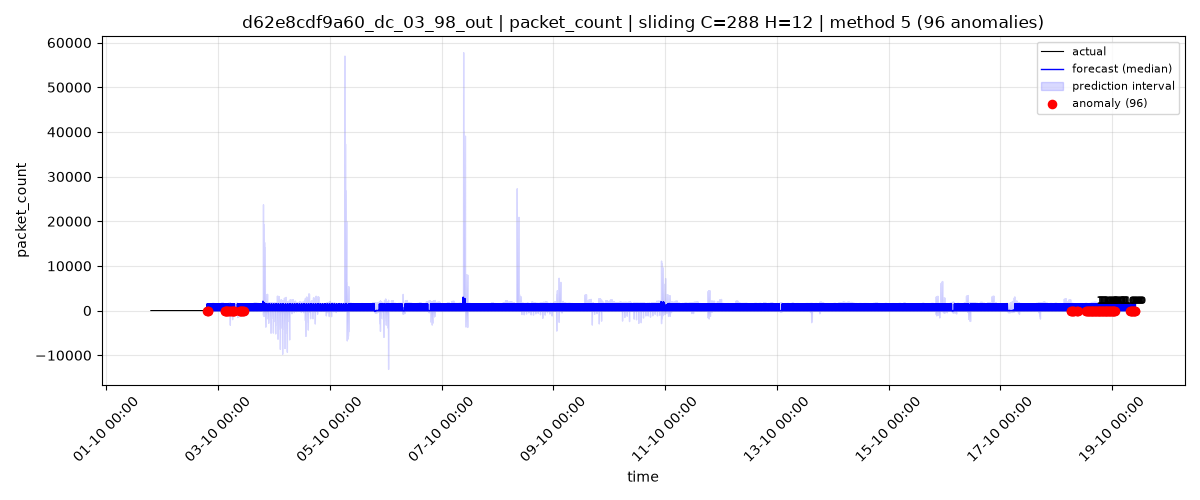 d62e8cdf9a60_dc_03_98_out | packet_count | sliding C=288 H=12 | method 5 (96 anomalies)
actual
forecast (median)
prediction interval
anomaly (96)
packet_count
60000
50000
40000
30000
20000
10000
0
−10000
01-10 00:00
03-10 00:00
05-10 00:00
07-10 00:00
09-10 00:00
11-10 00:00
13-10 00:00
15-10 00:00
17-10 00:00
19-10 00:00
time